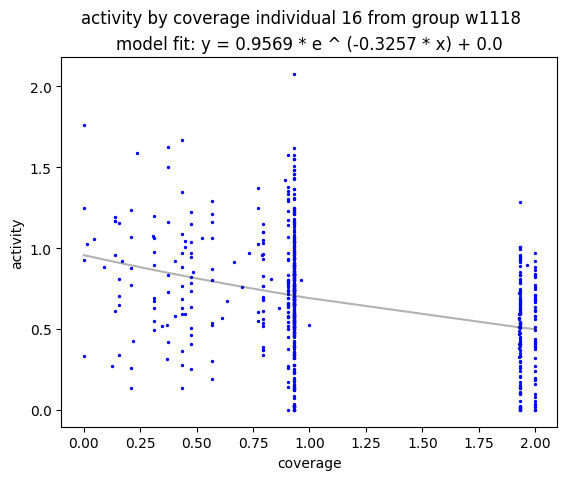 activity by coverage individual 16 from group w1118
model fit: y = 0.9569 * e ^ (-0.3257 * x) + 0.0
2.0
1.5
1.0
0.5
0.0
activity
0.00 0.25 0.50 0.75 1.00 1.25 1.50 1.75 2.00
coverage